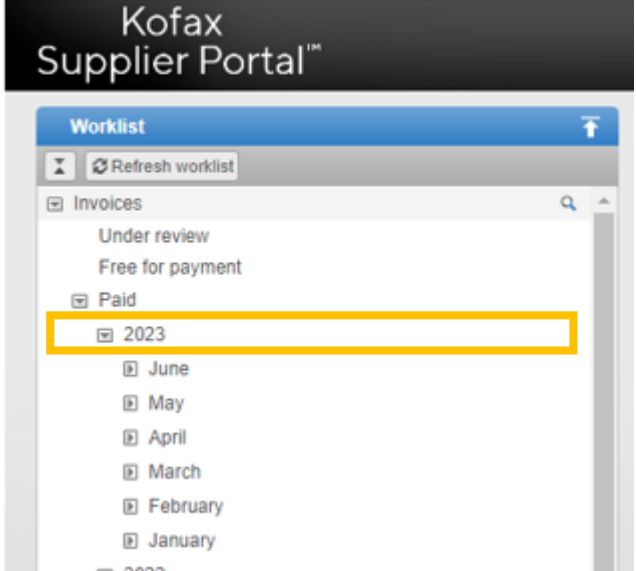 Kofax
Supplier Portal™
Worklist
Refresh worklist
Invoices
Under review
Free for payment
Paid
2023
June
May
April
March
February
January